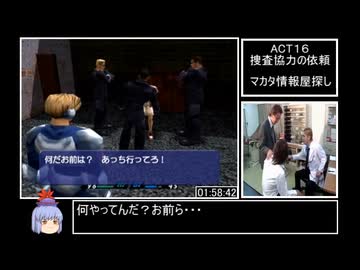 ACT16
捜査協力の依頼
マカタ情報屋探し
何だお前は? あっち行ってろ!
98
43
01:58:42
何やってんだ?お前ら・・・